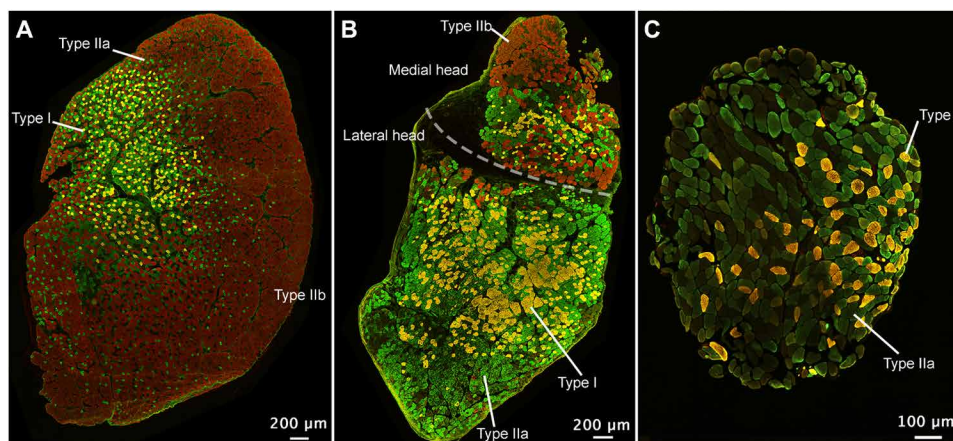 A
Type IIa
Type I
Type IIb
200 µm
B
Type IIb
Medial head
Lateral head
Type I
Type IIa
200 µm
C
Type
Type IIa
100 µm